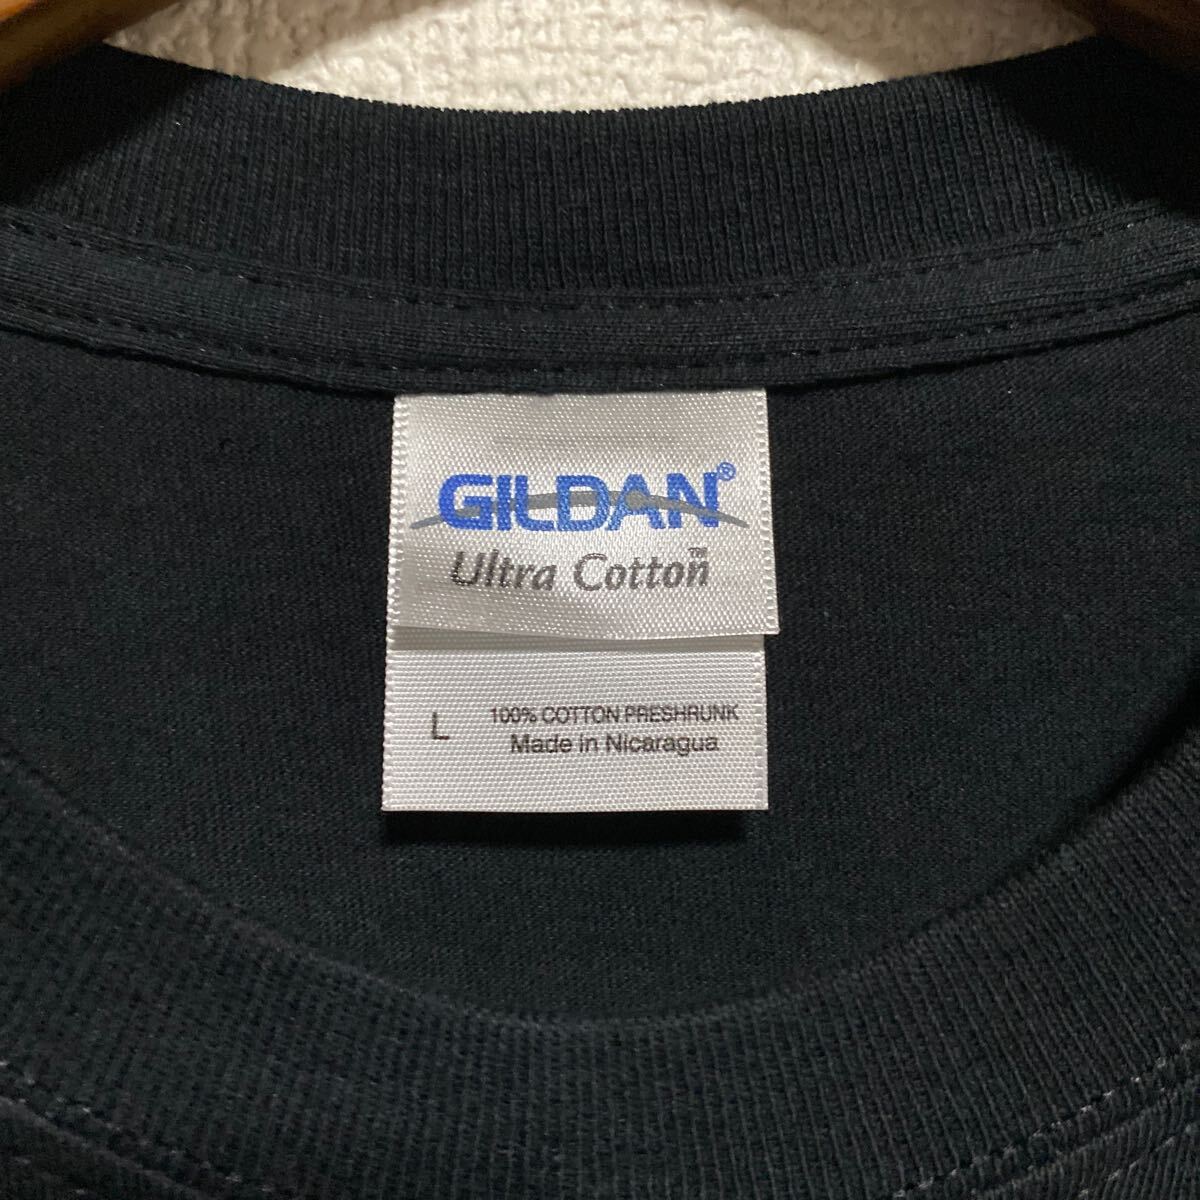 GILDAN®
Ultra Cotton™
L 100% COTTON PRESHRUNK
Made in Nicaragua